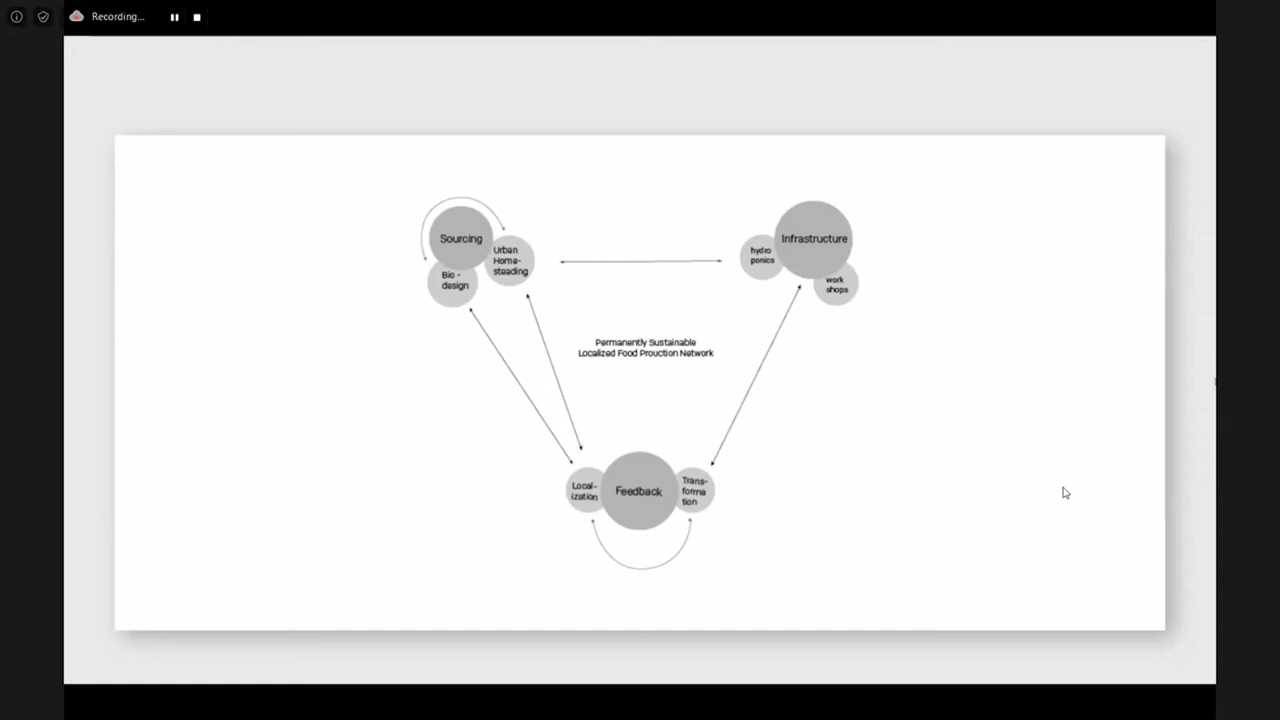 Recording...
Sourcing
Urban
Home-
steading
Bio -
design
Infrastructure
hydro
ponics
work
shops
Permanently Sustainable
Localized Food Prouction Network
Local-
ization
Feedback
Trans-
forma
tion